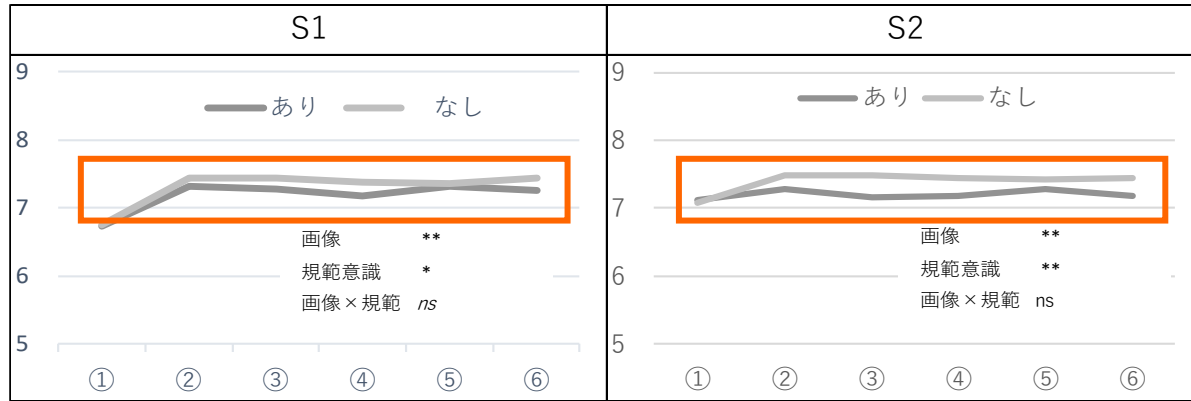 S1
S2
9
あり なし
8
7
画像 **
規範意識 *
6
画像×規範 ns
5
① ② ③ ④ ⑤ ⑥
9
あり なし
8
7
画像 **
規範意識 **
6
画像×規範 ns
5
① ② ③ ④ ⑤ ⑥